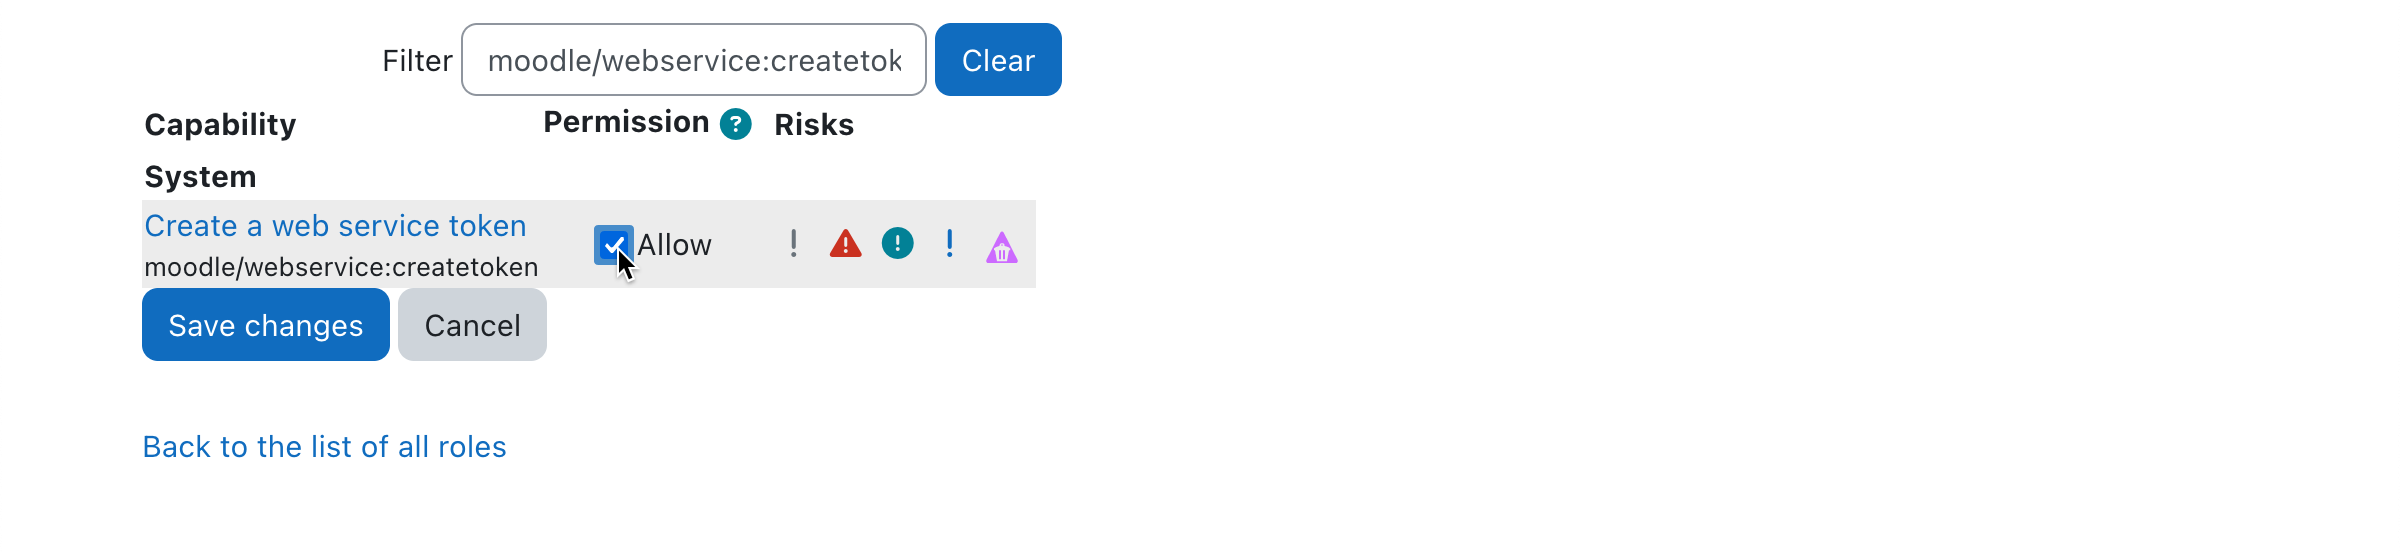 Filter moodle/webservice:createtok Clear
Capability Permission ? Risks
System
Create a web service token
moodle/webservice:createtoken
Allow
Save changes Cancel
Back to the list of all roles